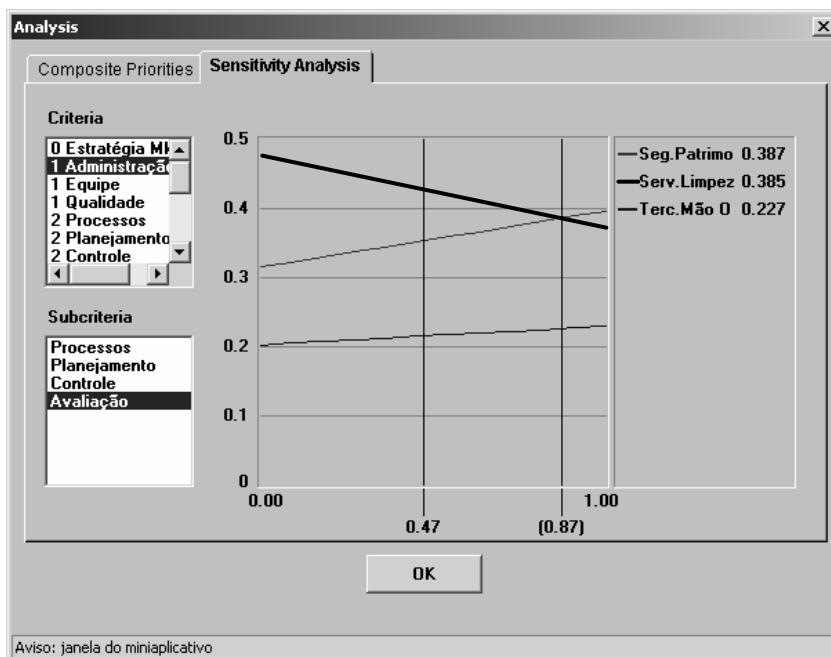 Analysis
Composite Priorities
Sensitivity Analysis
Criteria
0 Estratégia Mk
1 Administração
1 Equipe
1 Qualidade
2 Processos
2 Planejamento
2 Controle
Subcriteria
Processos
Planejamento
Controle
Avaliação
0.5
0.4
0.3
0.2
0.1
0
0.00
1.00
0.47
(0.87)
Seg.Patrimo 0.387
Serv.Limpez 0.385
Terc.Mão O 0.227
OK
Aviso: janela do miniaplicativo